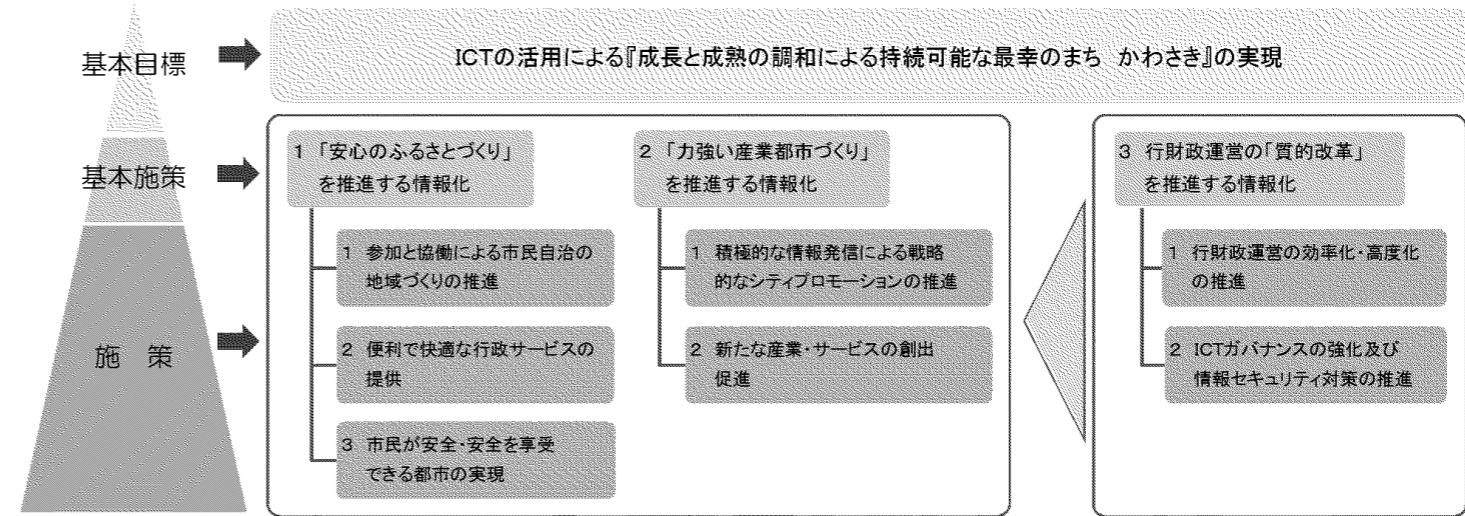 基本目標
ICTの活用による『成長と成熟の調和による持続可能な最幸のまち　かわさき』の実現
基本施策
1 「安心のふるさとづくり」
を推進する情報化
1 参加と協働による市民自治の
地域づくりの推進
2 便利で快適な行政サービスの
提供
3 市民が安全・安全を享受
できる都市の実現
2 「力強い産業都市づくり」
を推進する情報化
1 積極的な情報発信による戦略
的なシティプロモーションの推進
2 新たな産業・サービスの創出
促進
3 行財政運営の「質的改革」
を推進する情報化
1 行財政運営の効率化・高度化
の推進
2 ICTガバナンスの強化及び
情報セキュリティ対策の推進
施　策